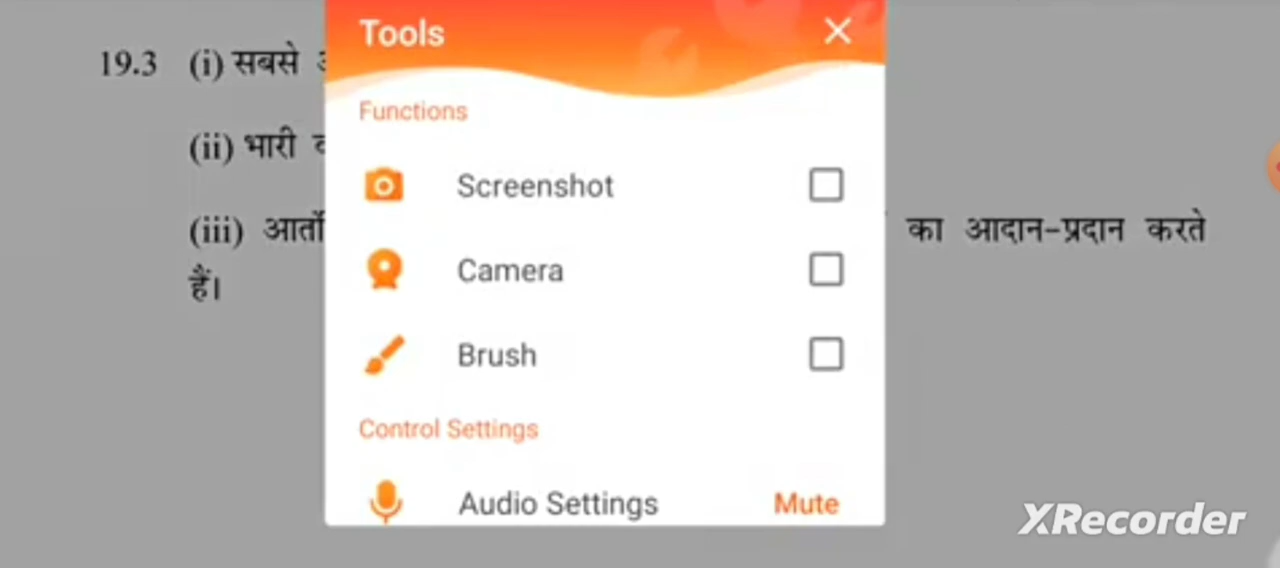 Tools
19.3 (i) सबसे
Functions
(ii) भारी
Screenshot
(iii) का आदान-प्रदान करते
हैं।
Camera
Brush
Control Settings
Audio Settings Mute
XRecorder